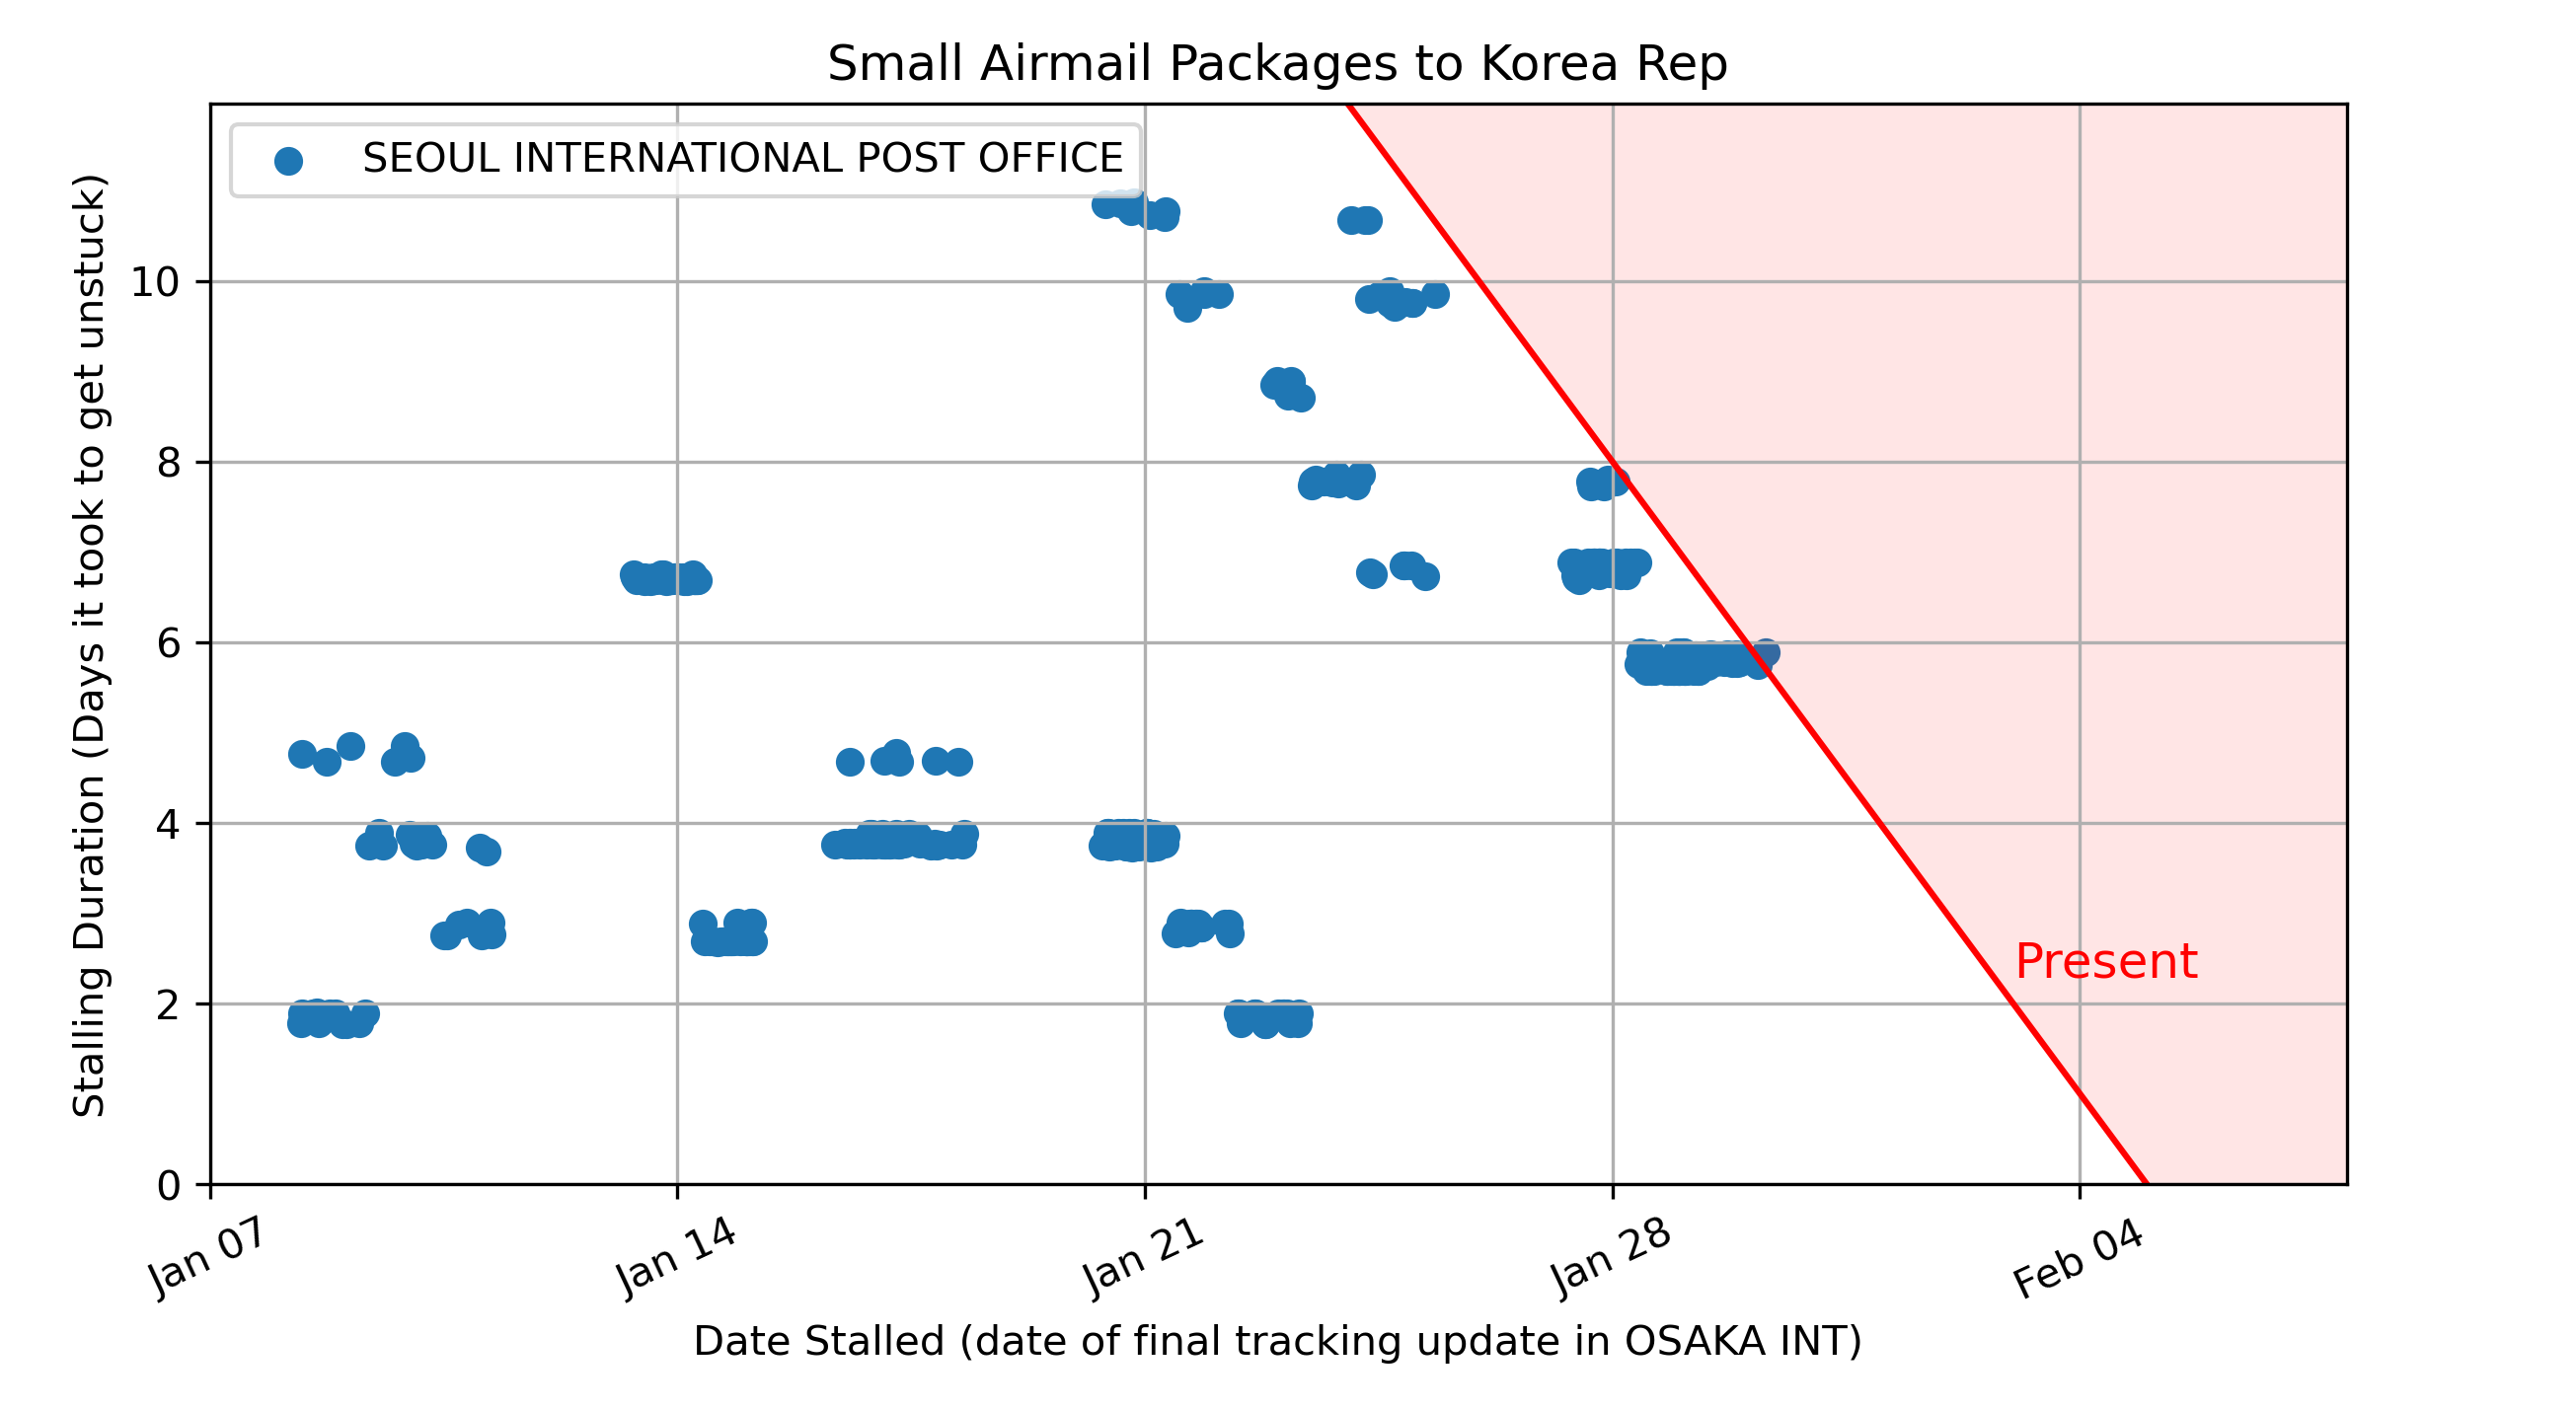 Small Airmail Packages to Korea Rep
SEOUL INTERNATIONAL POST OFFICE
Stalling Duration (Days it took to get unstuck)
10
8
6
4
2
0
Present
Jan 07
Jan 14
Jan 21
Jan 28
Feb 04
Date Stalled (date of final tracking update in OSAKA INT)